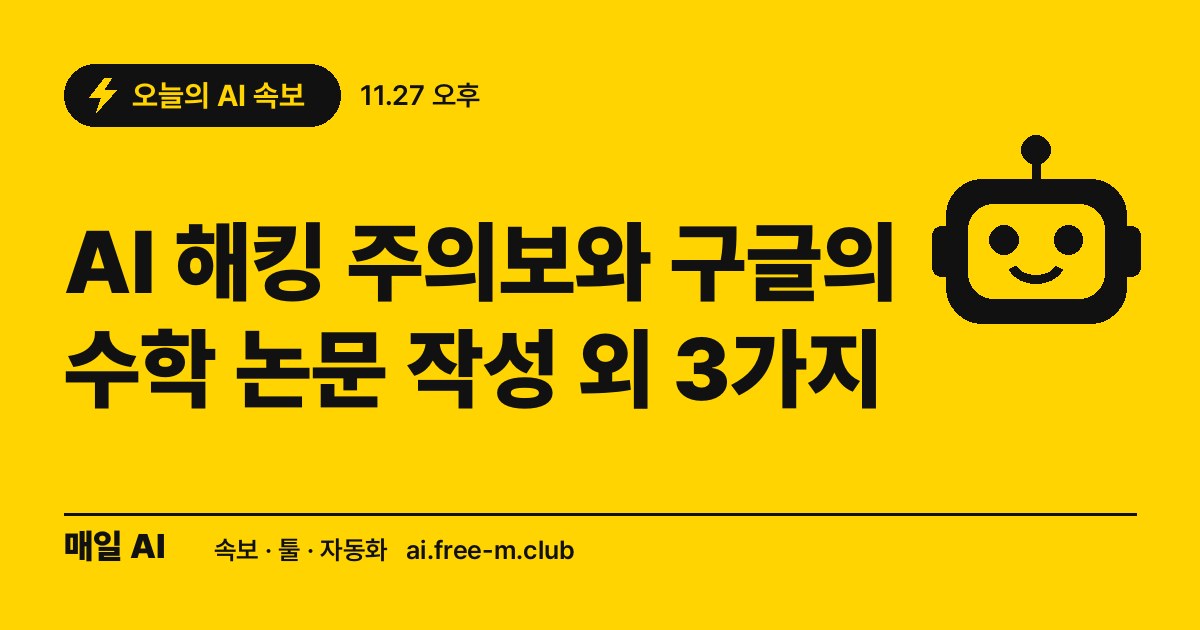 오늘의 AI 속보 11.27 오후
AI 해킹 주의보와 구글의
수학 논문 작성 외 3가지
매일 AI 속보 · 툴 · 자동화 ai.free-m.club